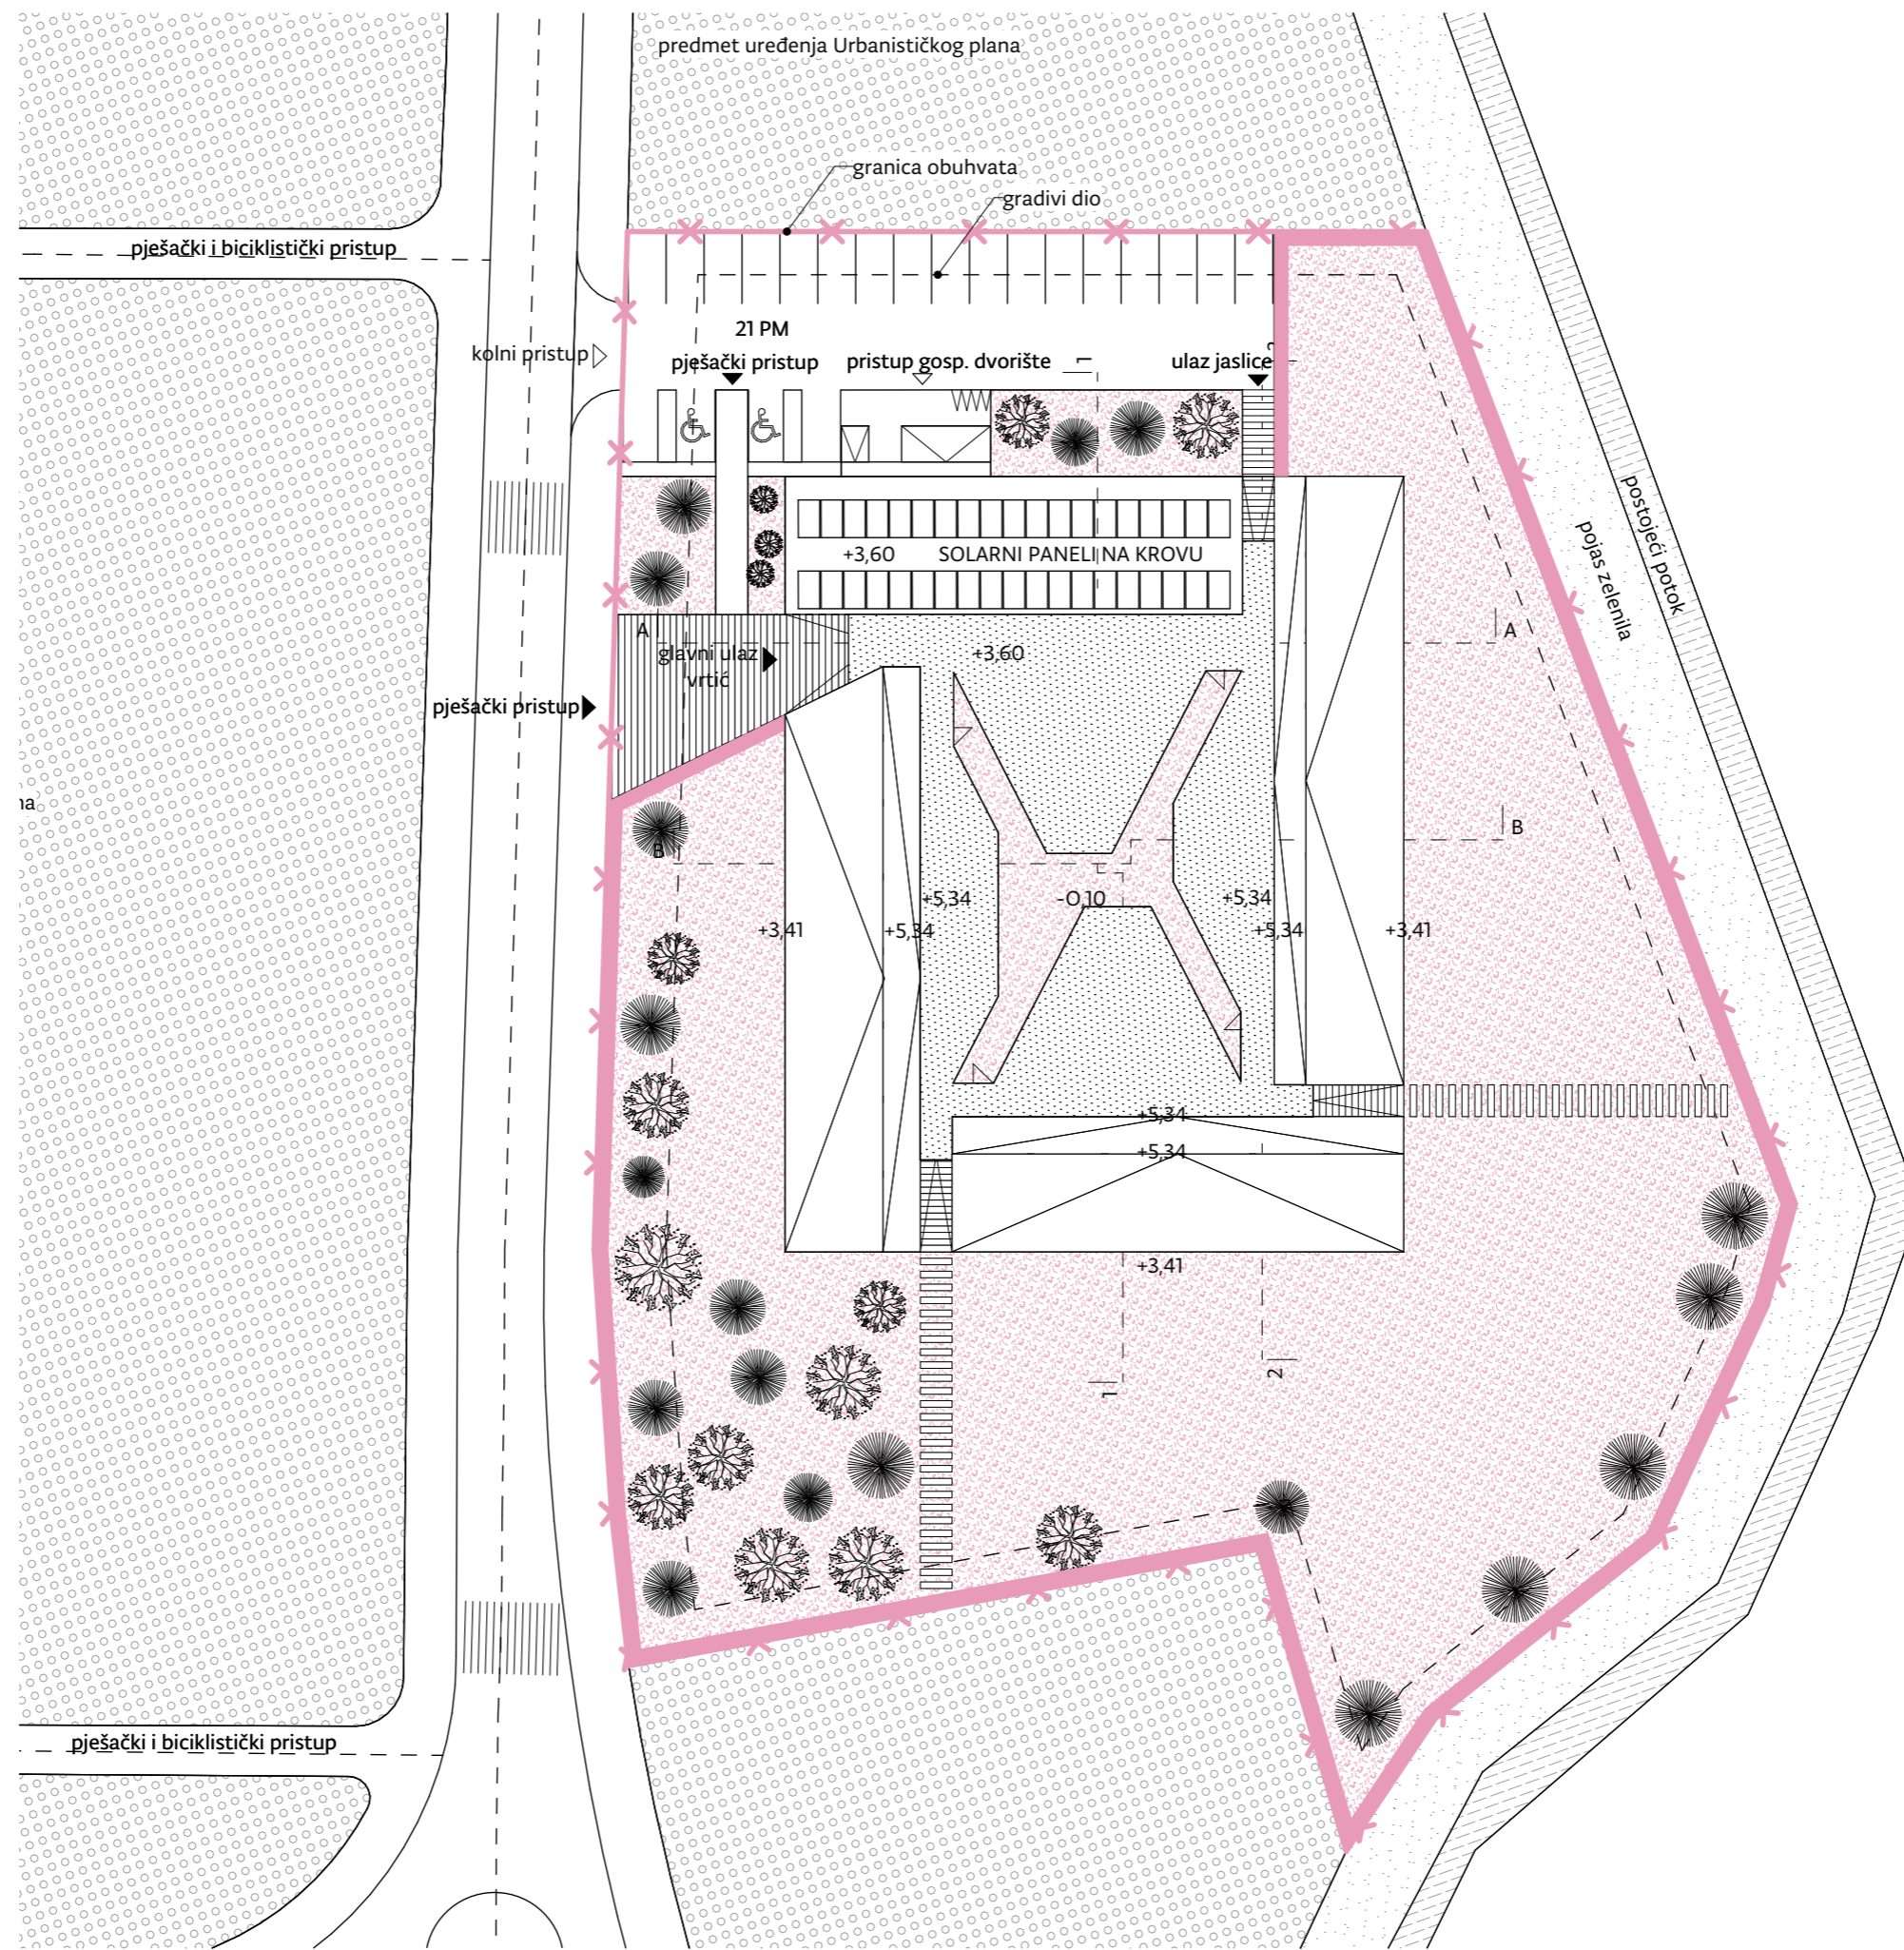 predmet uređenja Urbanističkog plana
granica obuhvata
gradivi dio
pješački i biciklistički pristup
21 PM
kolni pristup
pješački pristup
pristup gosp. dvorište
ulaz jaslice
1
2
+3,60
SOLARNI PANELI NA KROVU
postojeći potok
pojas zelenila
A
A
glavni ulaz
vrtić
+3,60
pješački pristup
na
B
B
+5,34
-0,10
+5,34
+3,41
+5,34
+5,34
+3,41
+5,34
+5,34
+3,41
1
2
pješački i biciklistički pristup